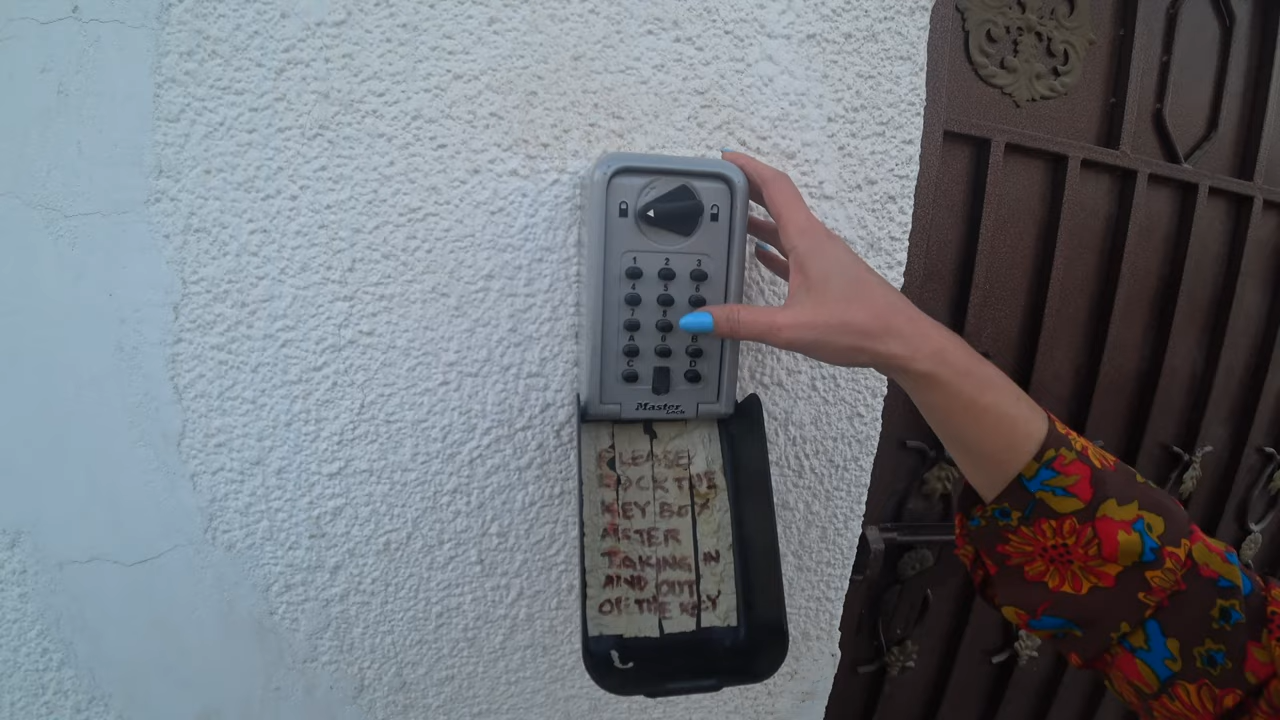 1 2 3
4 5 6
7 8
A 0 B
C D
Master
Lock
PLEASE
LOCK THE
KEY BOX
AFTER
TAKING IN
AND OUT
OF THE KEY